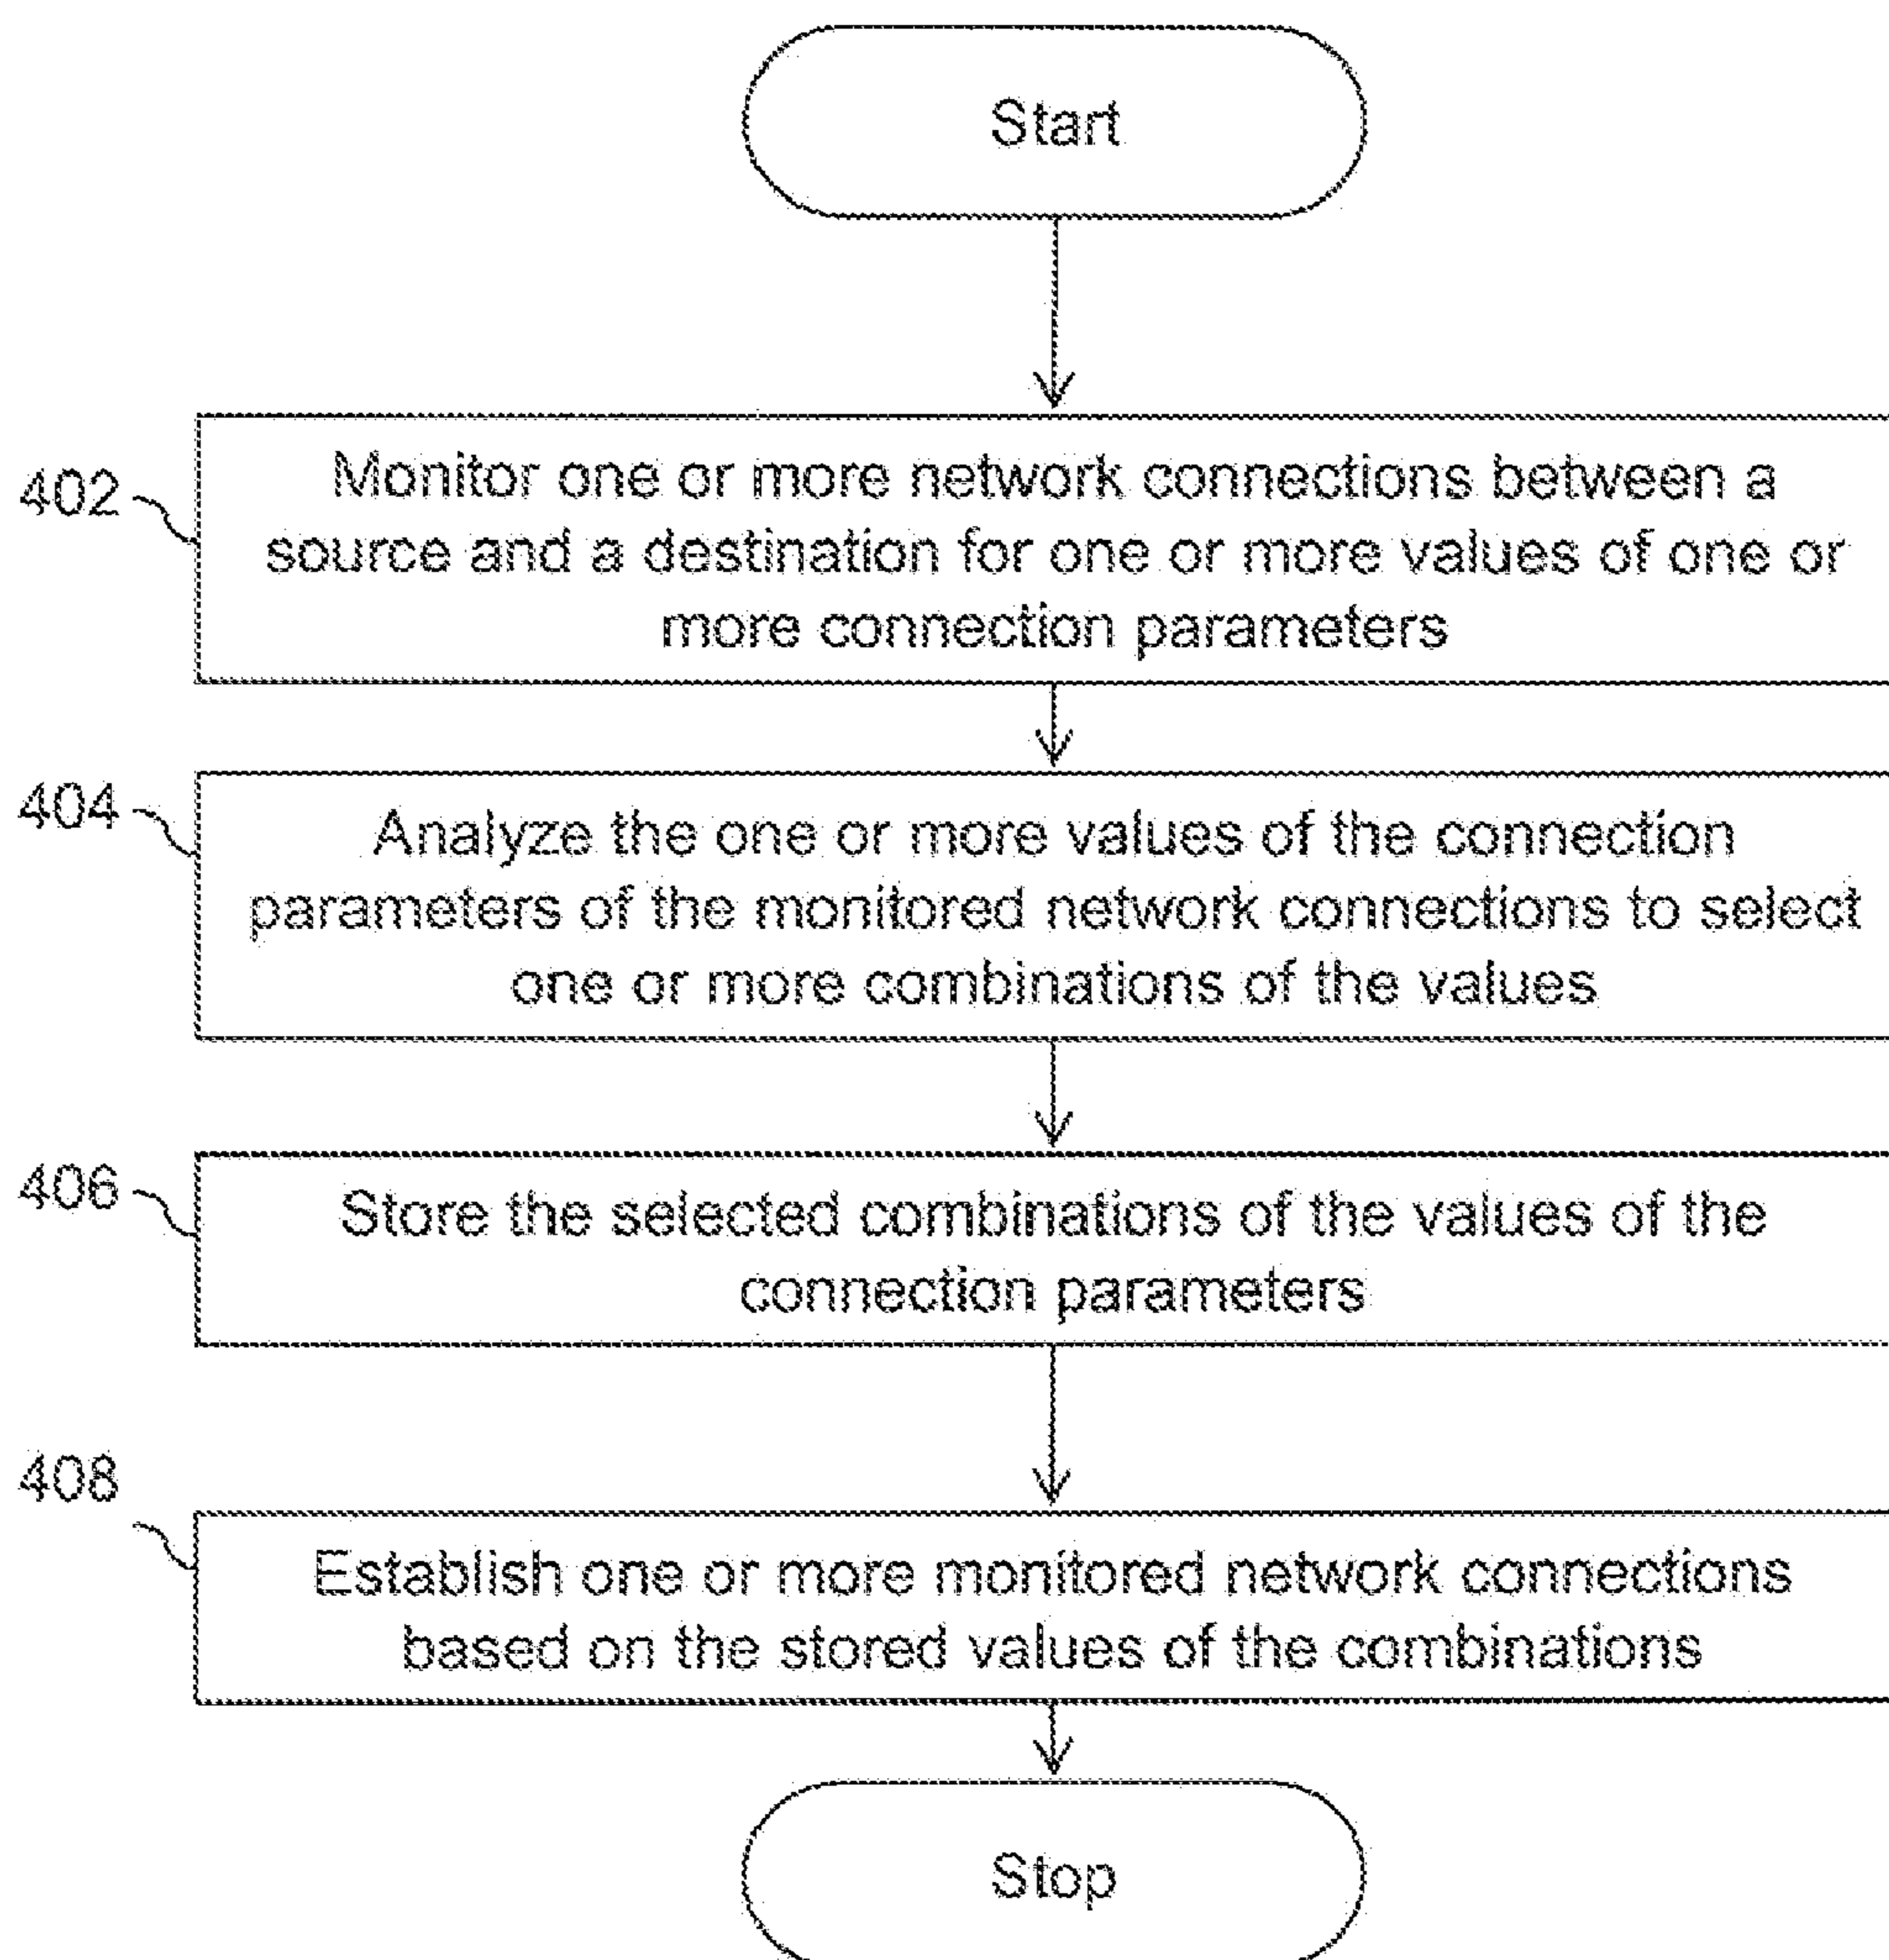 Start
402
Monitor one or more network connections between a
source and a destination for one or more values of one or
more connection parameters
404
Analyze the one or more values of the connection
parameters of the monitored network connections to select
one or more combinations of the values
406
Store the selected combinations of the values of the
connection parameters
408
Establish one or more monitored network connections
based on the stored values of the combinations
Stop